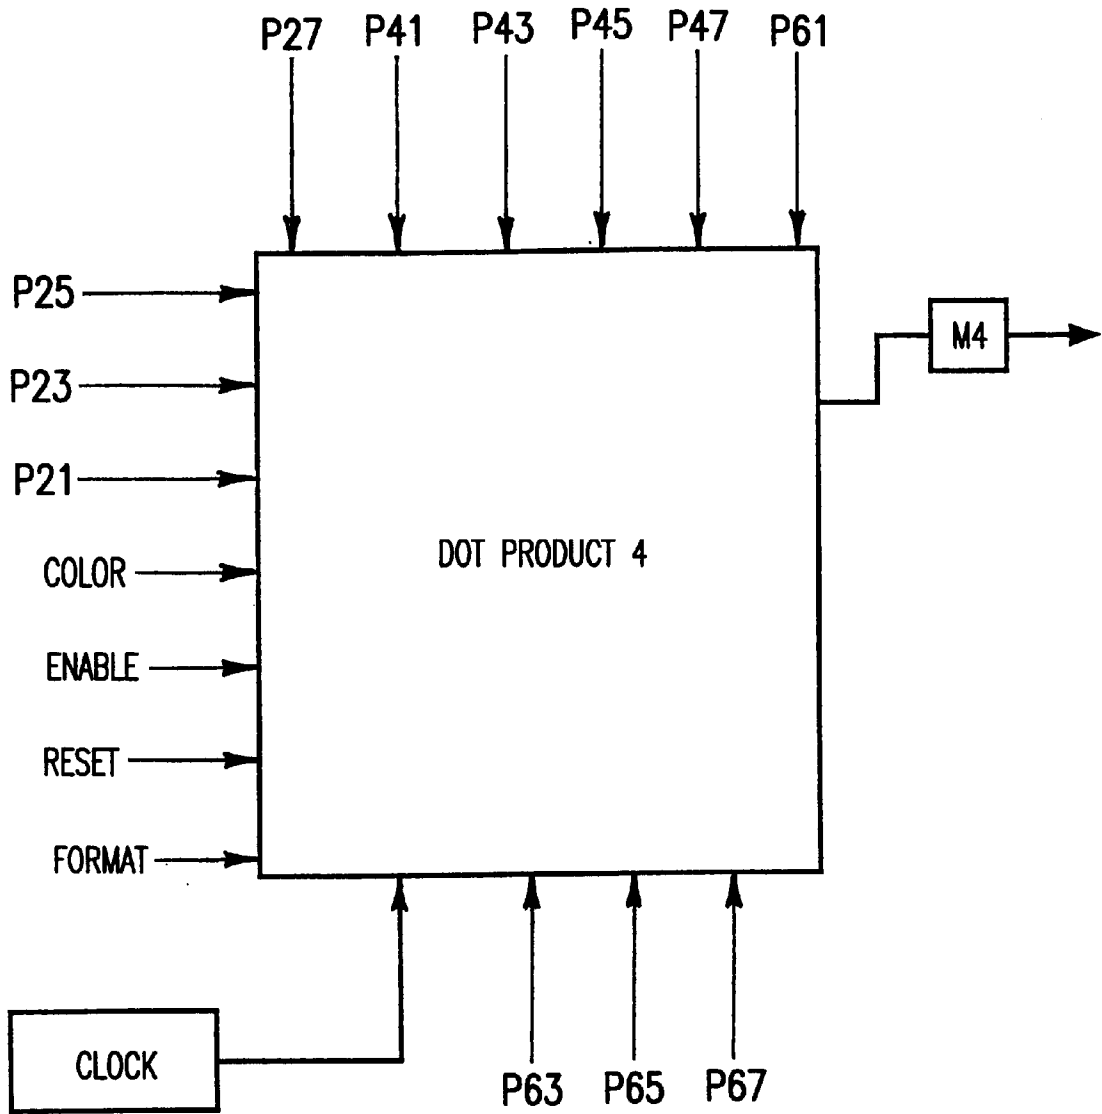 P27 P41 P43 P45 P47 P61
P25
M4
P23
P21
DOT PRODUCT 4
COLOR
ENABLE
RESET
FORMAT
CLOCK
P63 P65 P67